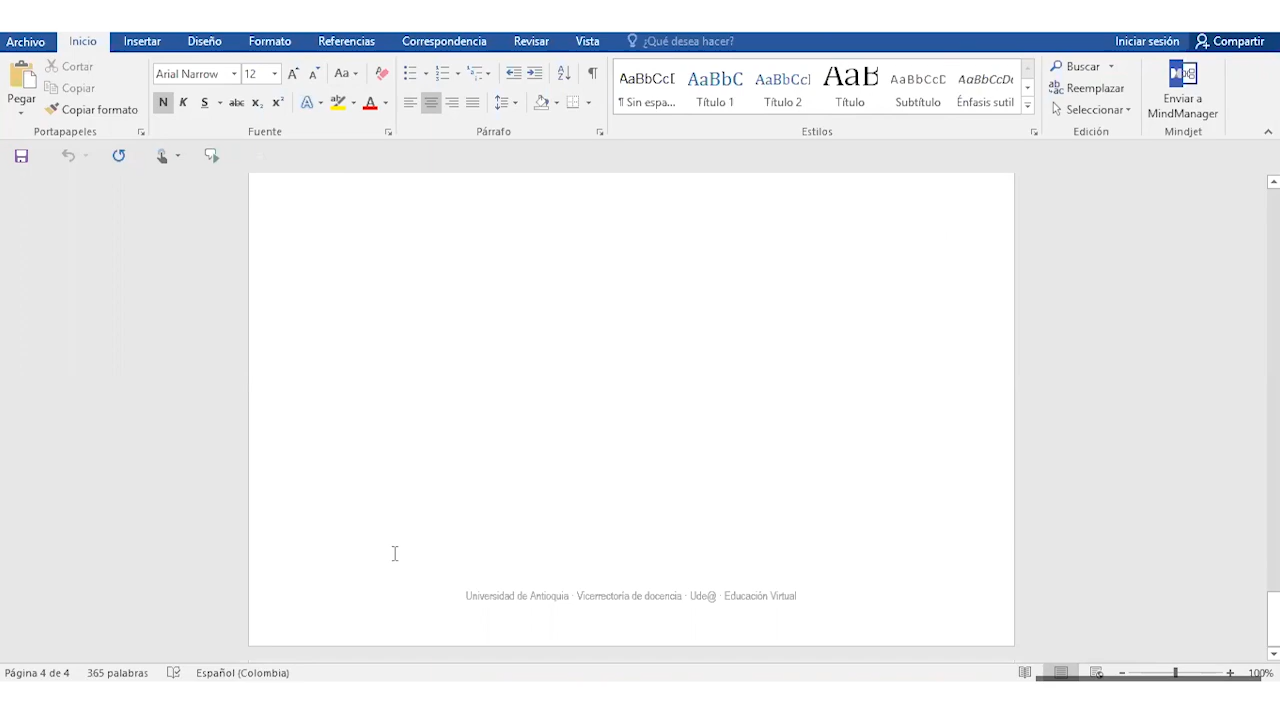 Archivo Inicio Insertar Diseño Formato Referencias Correspondencia Revisar Vista ¿Qué desea hacer? Iniciar sesión Compartir
Pegar
Cortar
Copiar
Copiar formato
Portapapeles
Arial Narrow 12 Aa
N K S abc x₂ x² A A
Fuente
Párrafo
AaBbCcI AaBbC AaBbCcI AaB AaBbCcD AaBbCcDc
¶ Sin espa... Título 1 Título 2 Título Subtítulo Énfasis sutil
Estilos
Buscar
Reemplazar
Seleccionar
Edición
Enviar a
MindManager
Mindjet
Universidad de Antioquia · Vicerrectoría de docencia · Ude@ · Educación Virtual
Página 4 de 4 365 palabras Español (Colombia) 100%